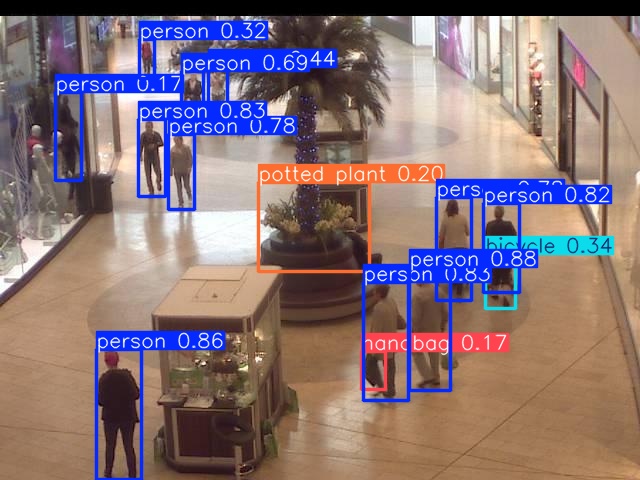 person 0.32
person 0.69
44
person 0.17
person 0.83
person 0.78
potted plant 0.20
person 0.82
bicycle 0.34
person 0.88
person 0.83
handbag 0.17
person 0.86